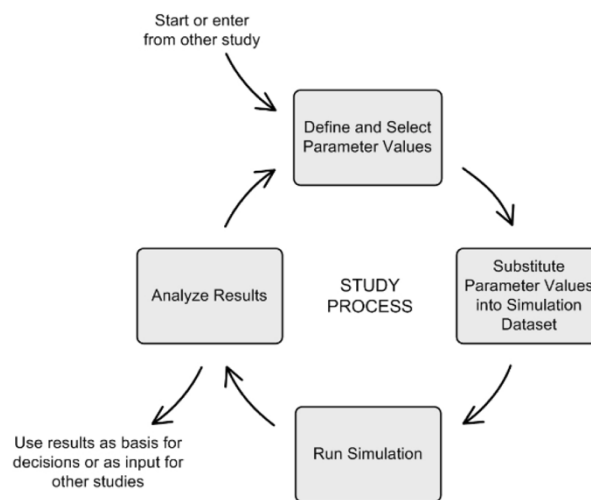 Start or enter
from other study
Define and Select
Parameter Values
Analyze Results
STUDY
PROCESS
Substitute
Parameter Values
into Simulation
Dataset
Run Simulation
Use results as basis for
decisions or as input for
other studies